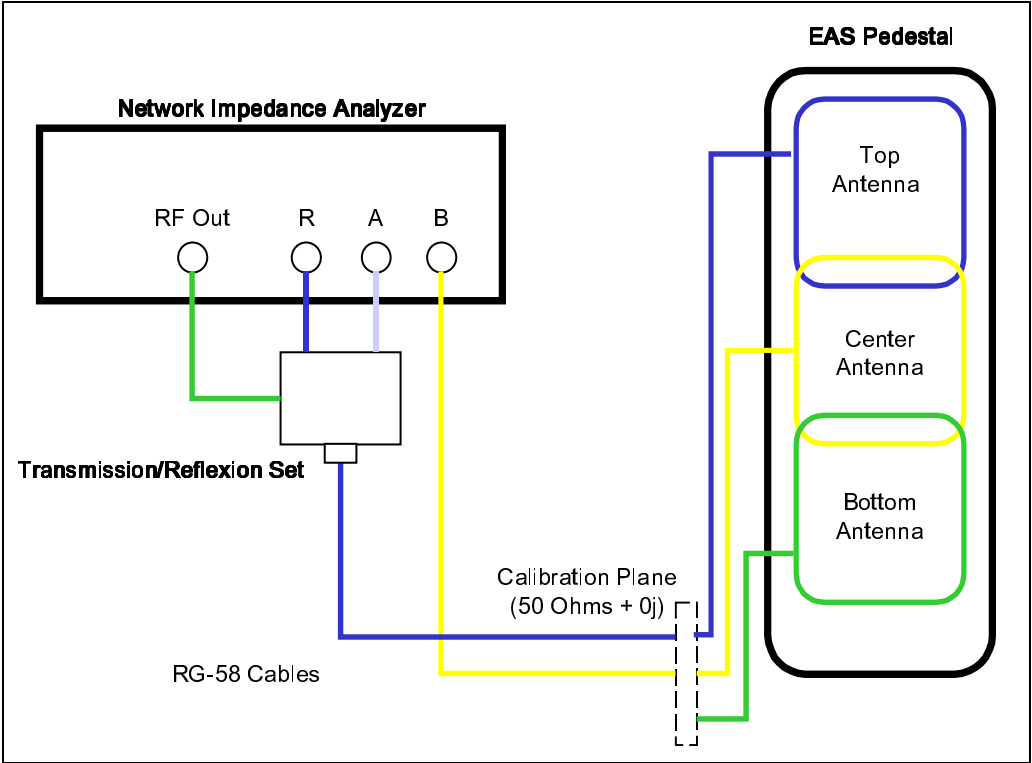 EAS Pedestal
Network Impedance Analyzer
Top
Antenna
RF Out
R
A
B
Center
Antenna
Transmission/Reflexion Set
Bottom
Antenna
Calibration Plane
(50 Ohms + 0j)
RG-58 Cables